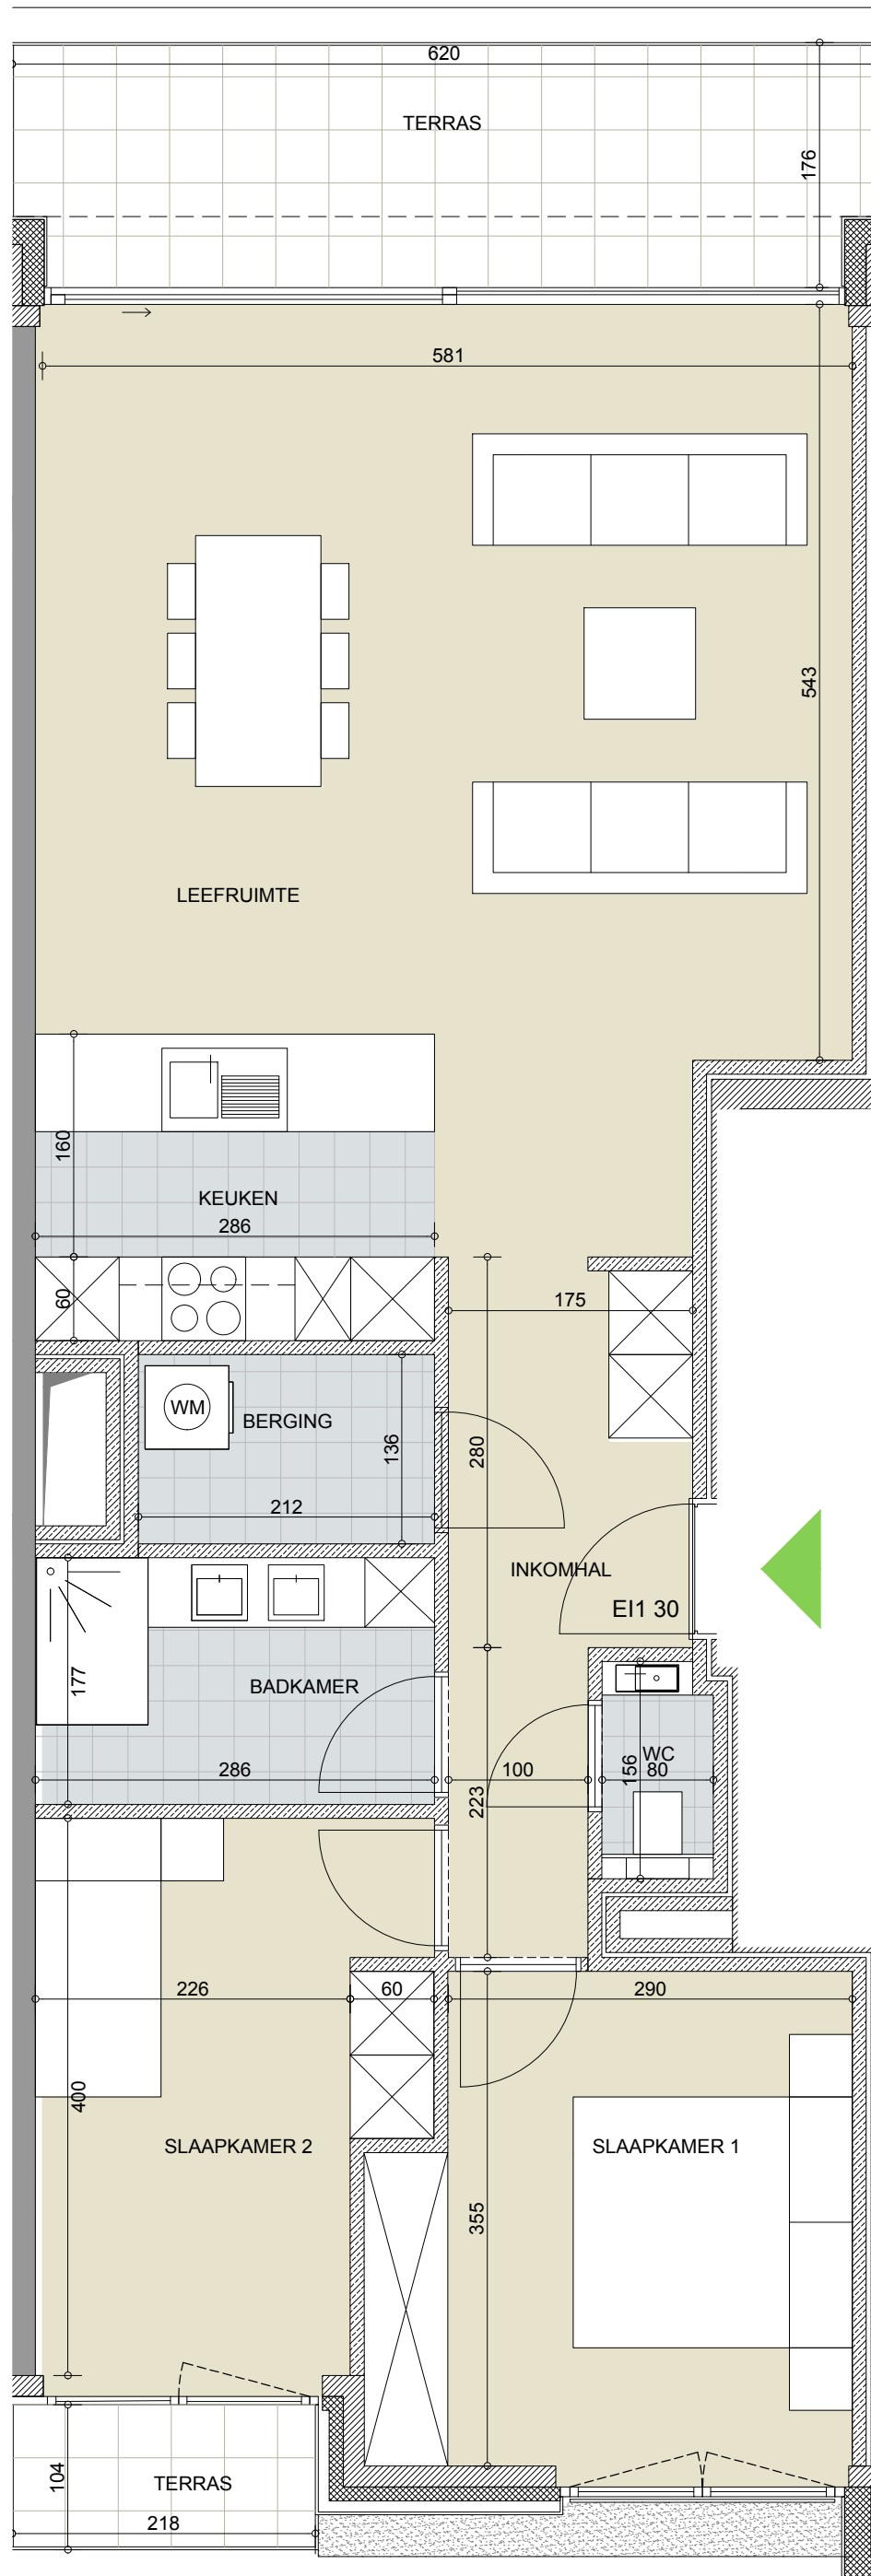 620
TERRAS
176
581
543
LEEFRUIMTE
160
KEUKEN
286
60
175
WM
BERGING
136
280
212
INKOMHAL
EI1 30
177
BADKAMER
156
WC
286
100
80
223
226
60
290
400
SLAAPKAMER 2
SLAAPKAMER 1
355
104
TERRAS
218